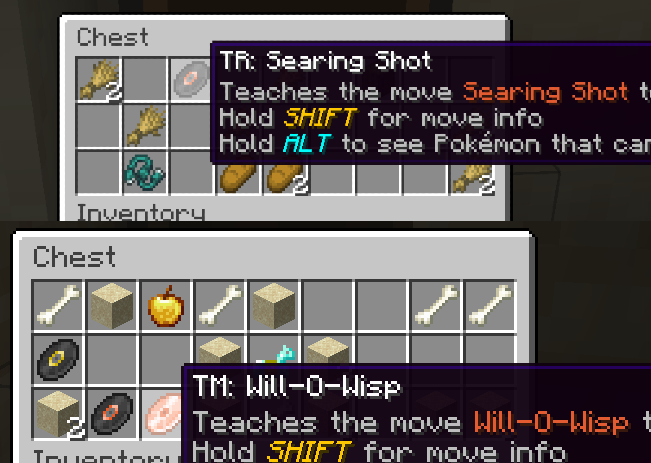 Chest
TR: Searing Shot
2
Teaches the move Searing Shot t
Hold SHIFT for move info
Hold ALT to see Pokémon that can
2
2
Inventory
Chest
TM: Will-O-Wisp
2
Teaches the move Will-O-Wisp t
Hold SHIFT for move info
Inventory